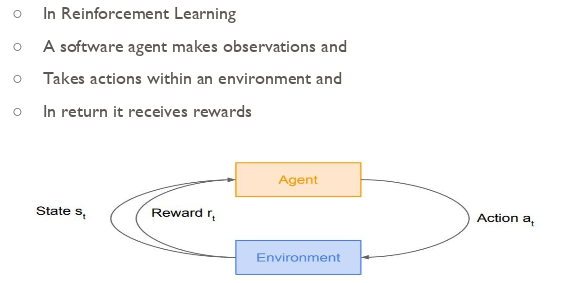 ○ In Reinforcement Learning
○ A software agent makes observations and
○ Takes actions within an environment and
○ In return it receives rewards
Agent
State sₜ
Reward rₜ
Action aₜ
Environment